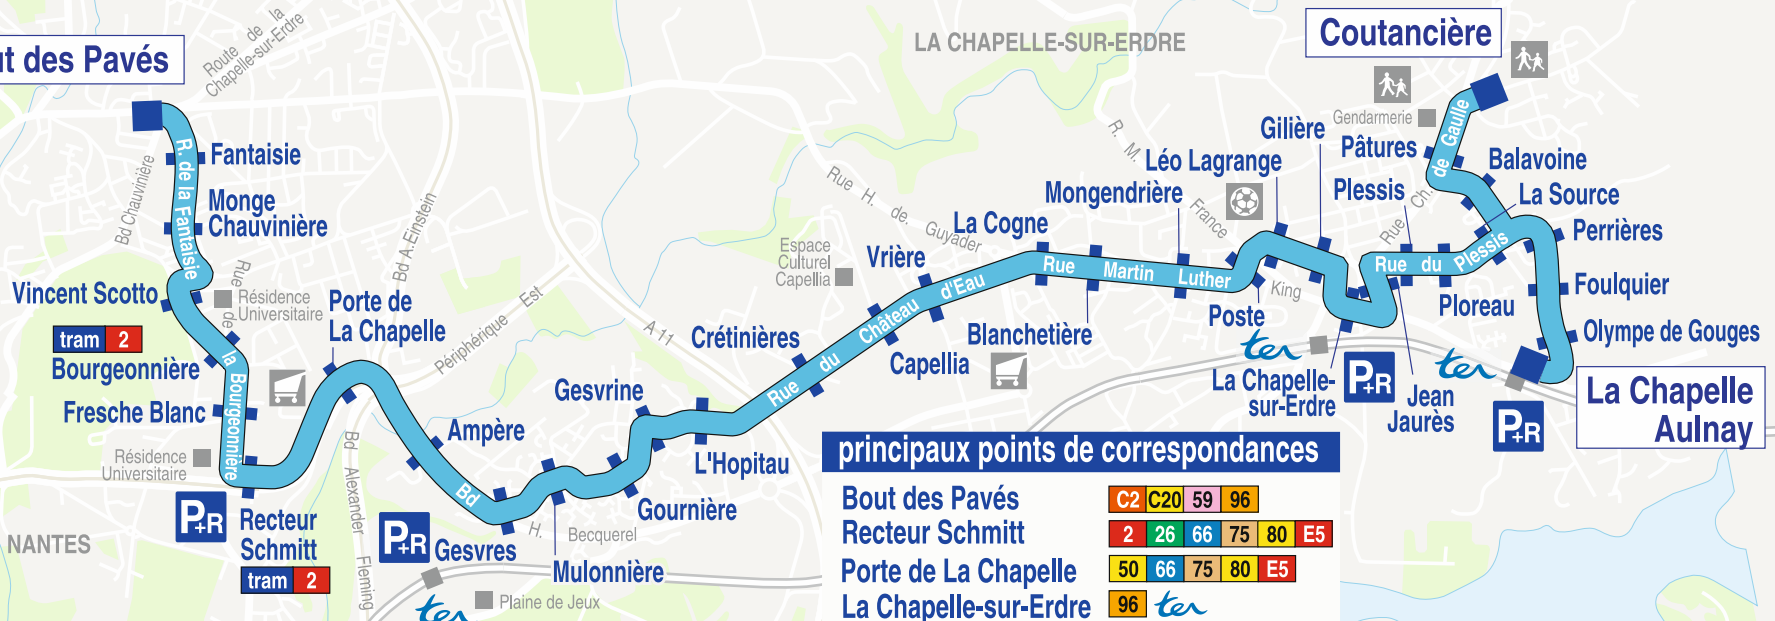 Route de la
Chapelle-sur-Erdre
LA CHAPELLE-SUR-ERDRE
Coutancière
ut des Pavés
Gendarmerie
de Gaulle
Rue Ch.
R. de la Fantaisie
Bd Chauvinière
Fantaisie
Monge
Chauvinière
Vincent Scotto
Résidence
Universitaire
Rue de
la Bourgeonnière
tram 2
Bourgeonnière
Fresche Blanc
Résidence
Universitaire
P+R
Recteur
Schmitt
tram 2
NANTES
Porte de
La Chapelle
Bd A.Einstein
Périphérique Est
A 11
Bd Alexander Fleming
Ampère
P+R
Gesvres
ter
Plaine de Jeux
Bd
H. Becquerel
Mulonnière
Gesvrine
Gournière
L'Hopitau
Crétinières
Rue du Château d'Eau
Espace
Culturel
Capellia
Rue H. de. Guyader
Vrière
Capellia
La Cogne
Blanchetière
Mongendrière
Rue Martin Luther
King
R. M. France
Léo Lagrange
Poste
Gilière
ter
La Chapelle-
sur-Erdre
P+R
Jean
Jaurès
Pâtures
Plessis
Rue du Plessis
Ploreau
Balavoine
La Source
Perrières
Foulquier
Olympe de Gouges
ter
P+R
La Chapelle
Aulnay
principaux points de correspondances
Bout des Pavés C2 C20 59 96
Recteur Schmitt 2 26 66 75 80 E5
Porte de La Chapelle 50 66 75 80 E5
La Chapelle-sur-Erdre 96 ter